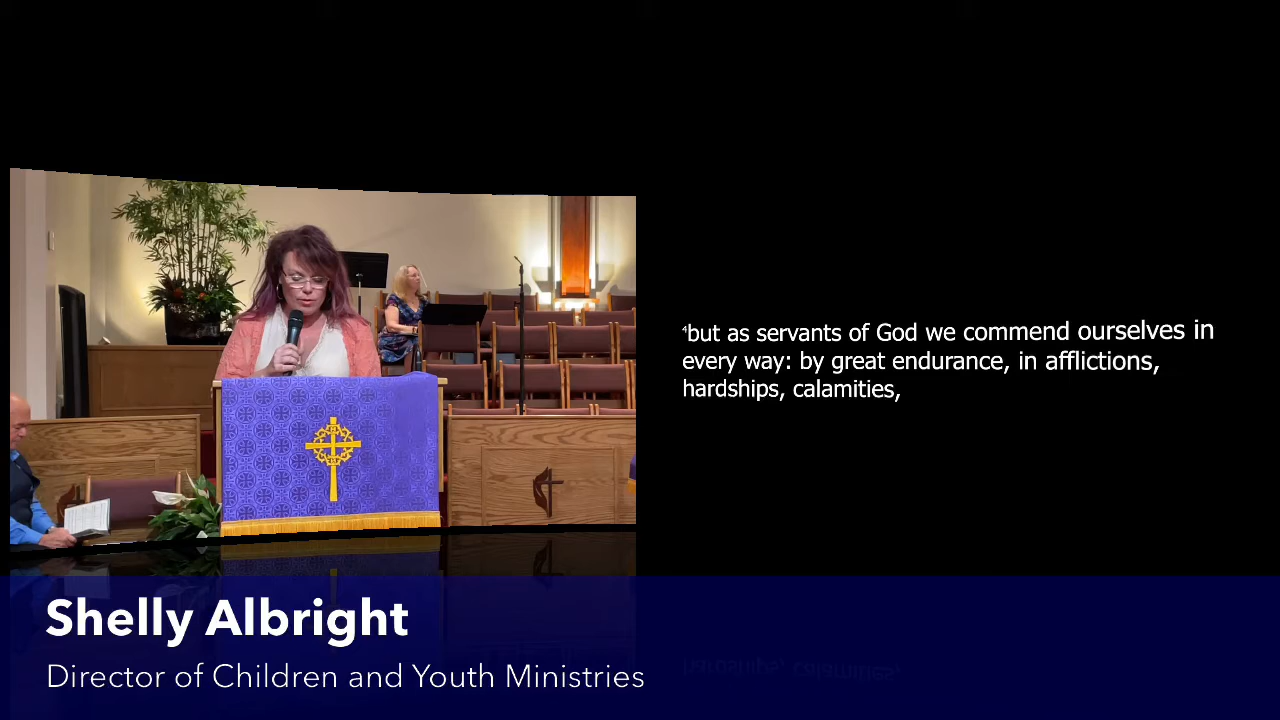 ⁴but as servants of God we commend ourselves in
every way: by great endurance, in afflictions,
hardships, calamities,
Shelly Albright
Director of Children and Youth Ministries